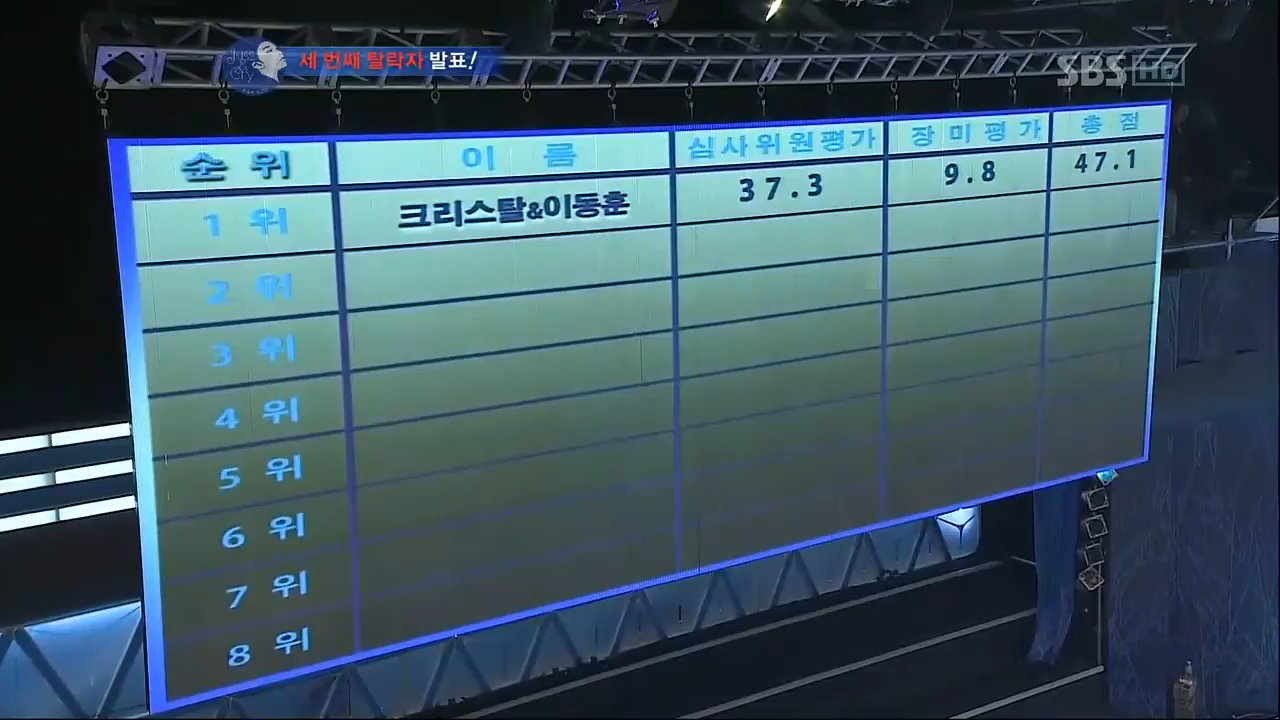 세 번째 탈락자 발표!
SBS HD
순 위 이 름 심사위원평가 장미평가 총 점
1 위 크리스탈&이동훈 37.3 9.8 47.1
2 위
3 위
4 위
5 위
6 위
7 위
8 위